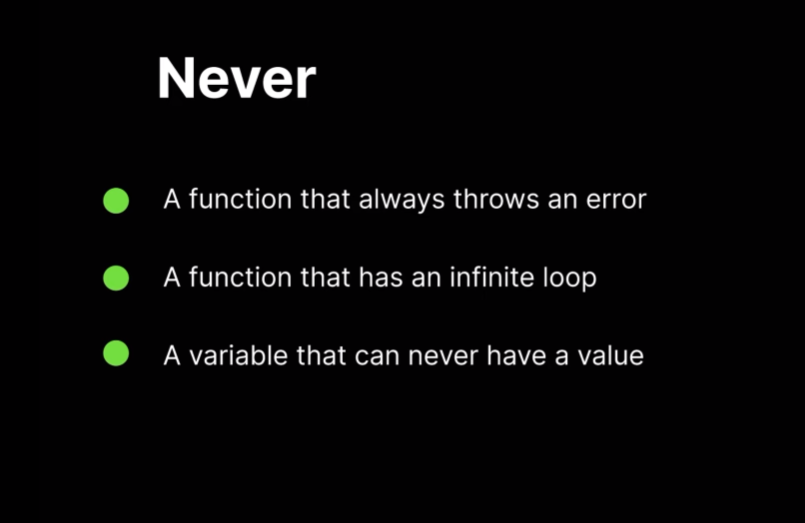 Never
A function that always throws an error
A function that has an infinite loop
A variable that can never have a value